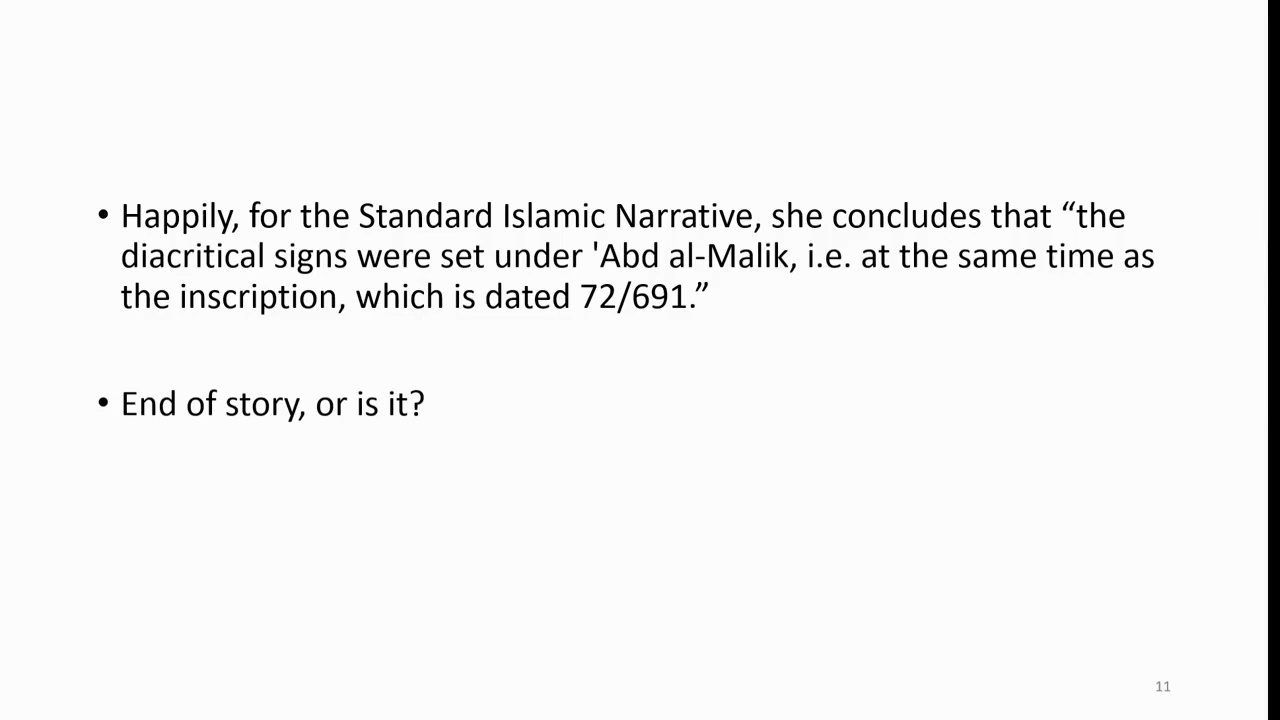 • Happily, for the Standard Islamic Narrative, she concludes that “the
diacritical signs were set under 'Abd al-Malik, i.e. at the same time as
the inscription, which is dated 72/691.”
• End of story, or is it?
11